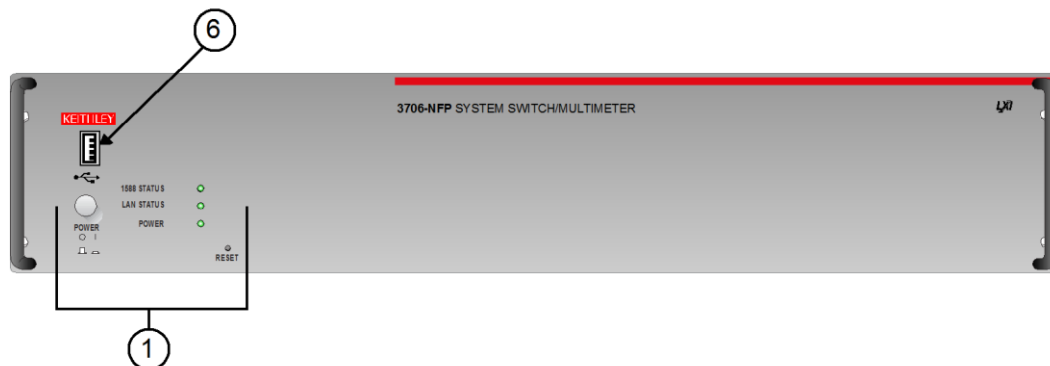 6
3706-NFP SYSTEM SWITCH/MULTIMETER
LXI
KEITHLEY
1588 STATUS
LAN STATUS
POWER
POWER
O I
RESET
1